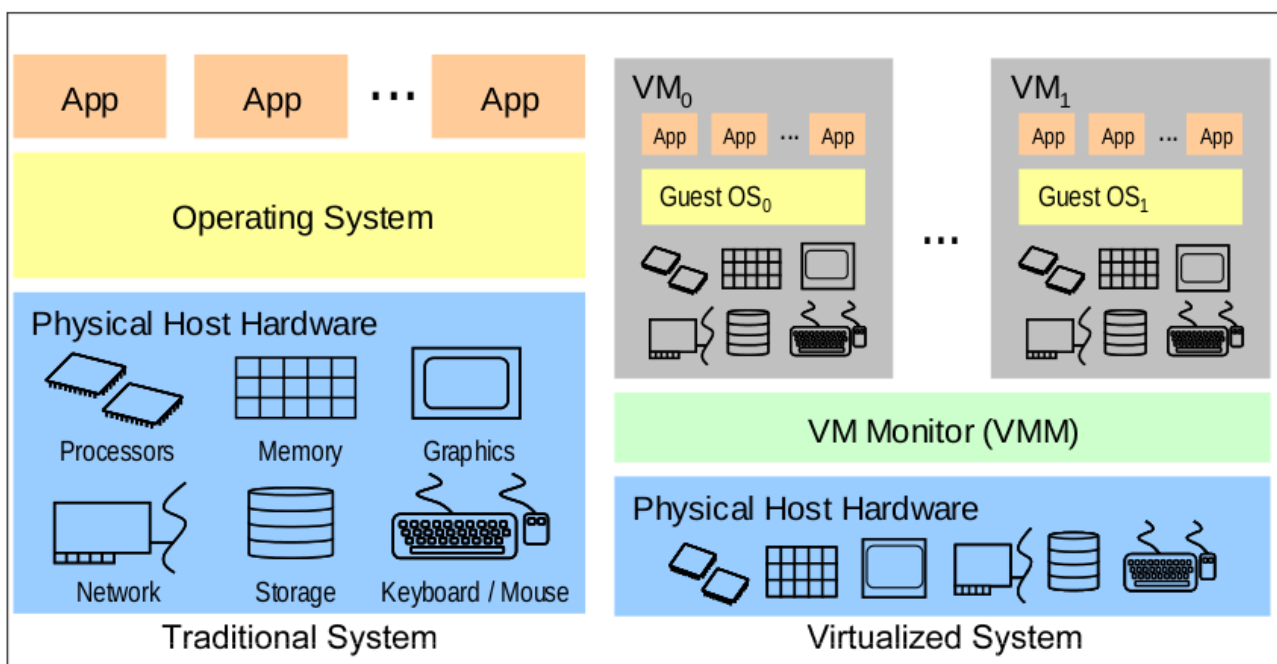 App App ... App
Operating System
Physical Host Hardware
Processors Memory Graphics
Network Storage Keyboard / Mouse
Traditional System
VM₀
App App ... App
Guest OS₀
...
VM₁
App App ... App
Guest OS₁
VM Monitor (VMM)
Physical Host Hardware
Virtualized System